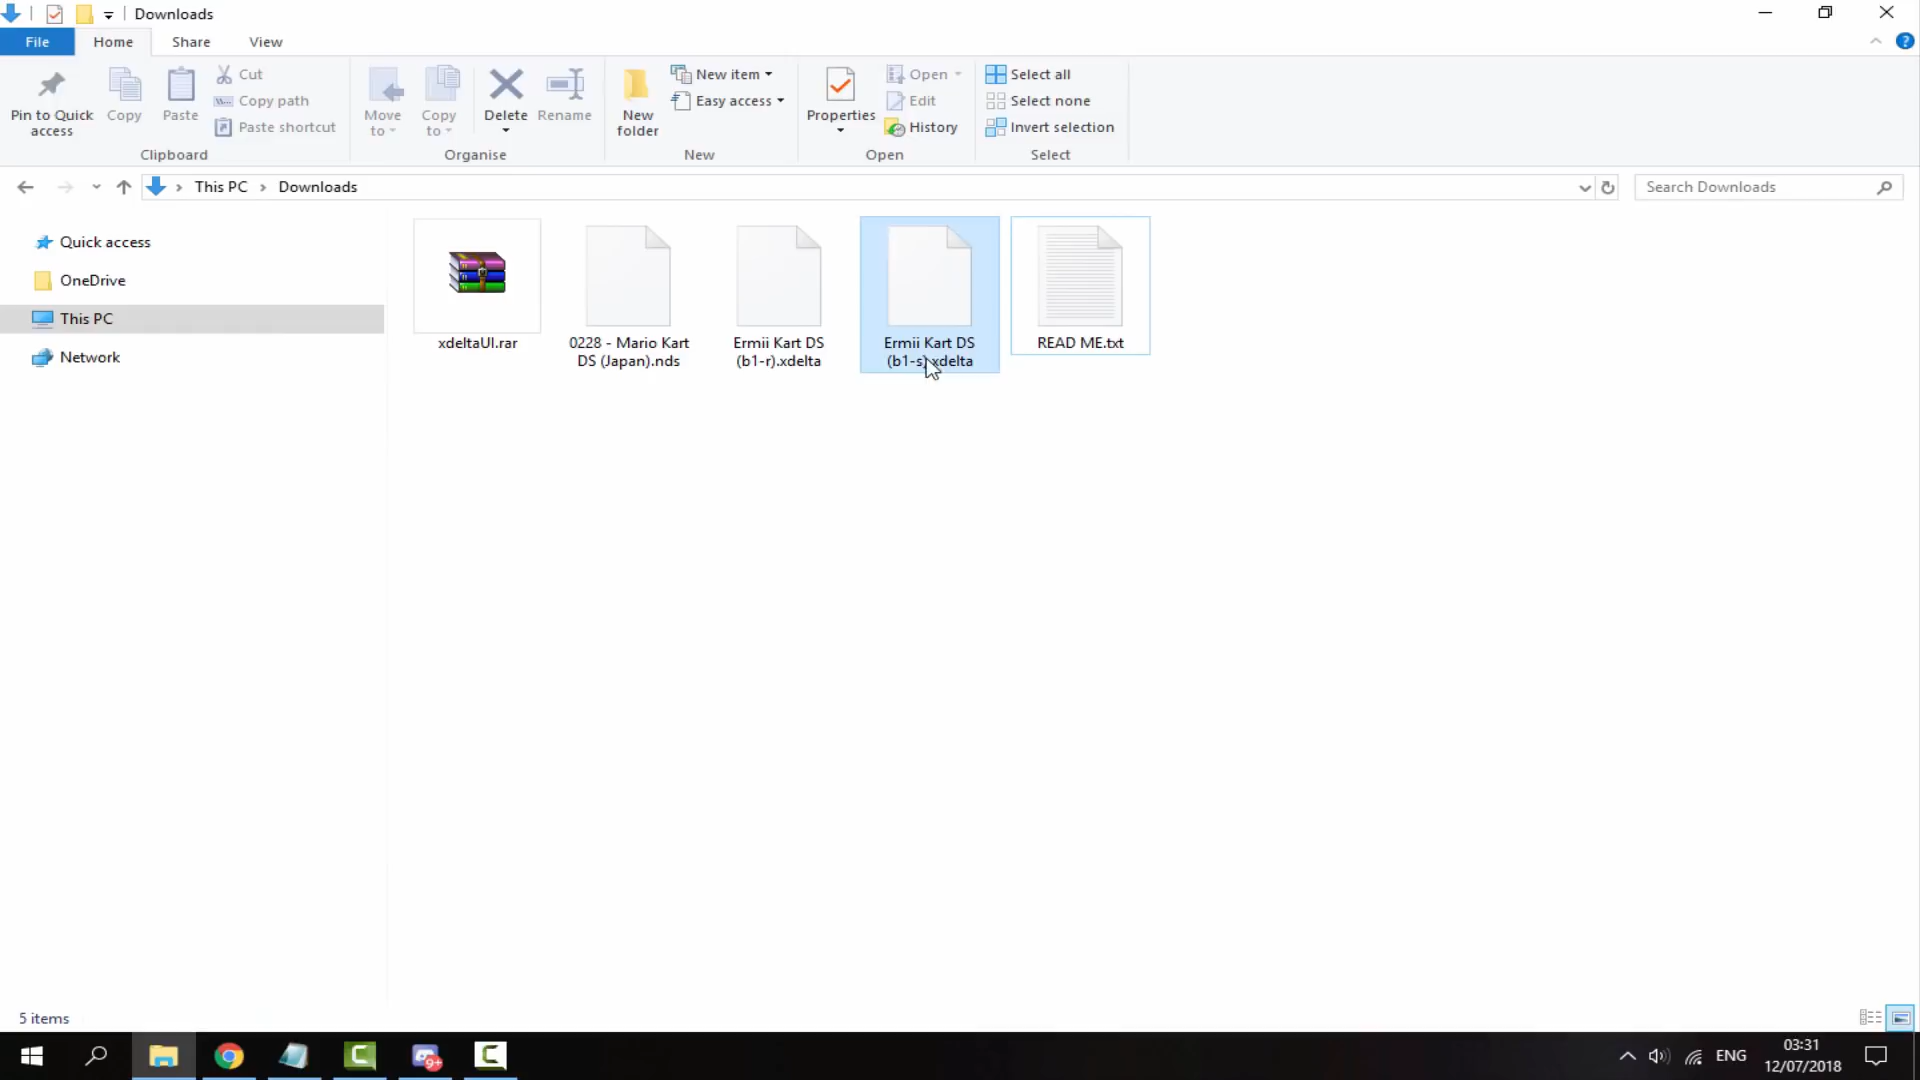 Downloads
File Home Share View
Pin to Quick
access
Copy
Paste
Cut
Copy path
Paste shortcut
Clipboard
Move
to
Copy
to
Delete
Rename
Organise
New
folder
New item
Easy access
New
Properties
Open
Edit
History
Open
Select all
Select none
Invert selection
Select
This PC > Downloads
Search Downloads
Quick access
OneDrive
This PC
Network
xdeltaUI.rar
0228 - Mario Kart
DS (Japan).nds
Ermii Kart DS
(b1-r).xdelta
Ermii Kart DS
(b1-s).xdelta
READ ME.txt
5 items
9+
ENG
03:31
12/07/2018